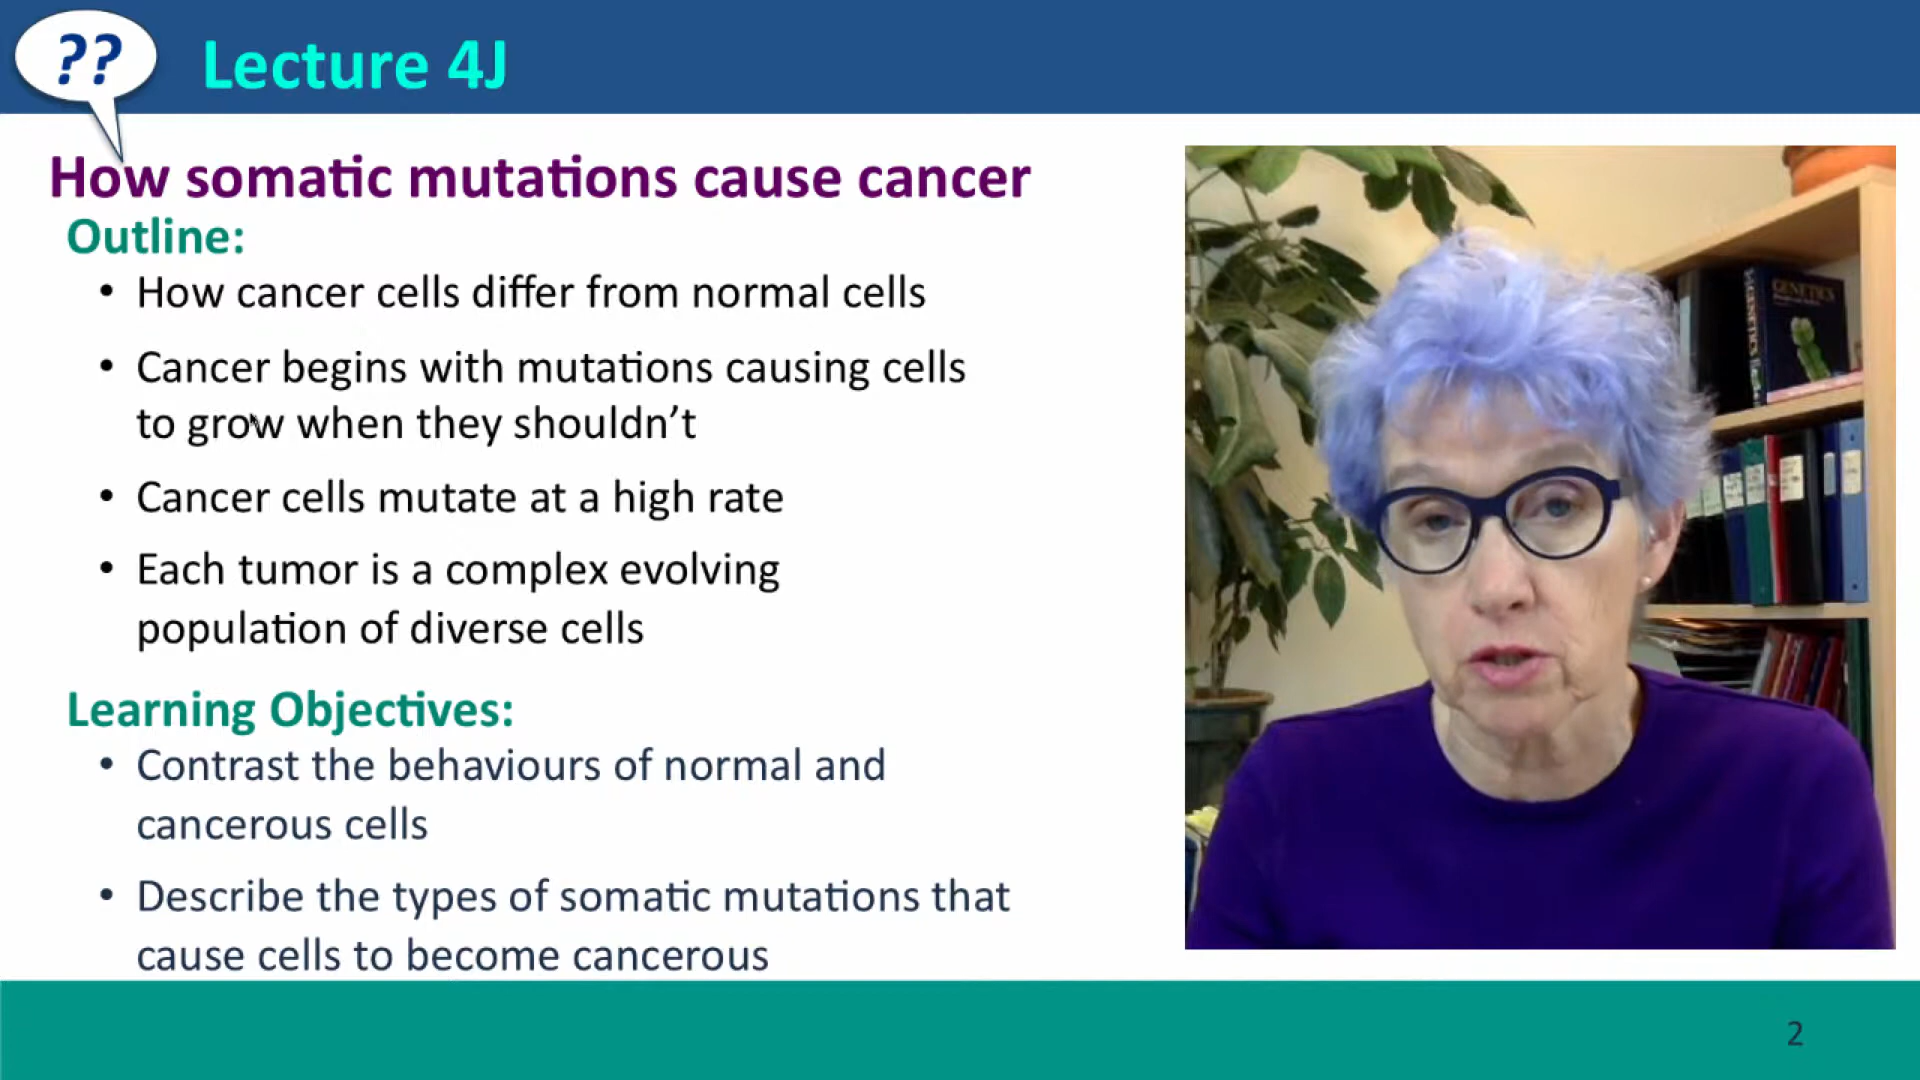 ??
Lecture 4J
How somatic mutations cause cancer
Outline:
• How cancer cells differ from normal cells
• Cancer begins with mutations causing cells
to grow when they shouldn’t
• Cancer cells mutate at a high rate
• Each tumor is a complex evolving
population of diverse cells
Learning Objectives:
• Contrast the behaviours of normal and
cancerous cells
• Describe the types of somatic mutations that
cause cells to become cancerous
GENETICS
GENETICS
2